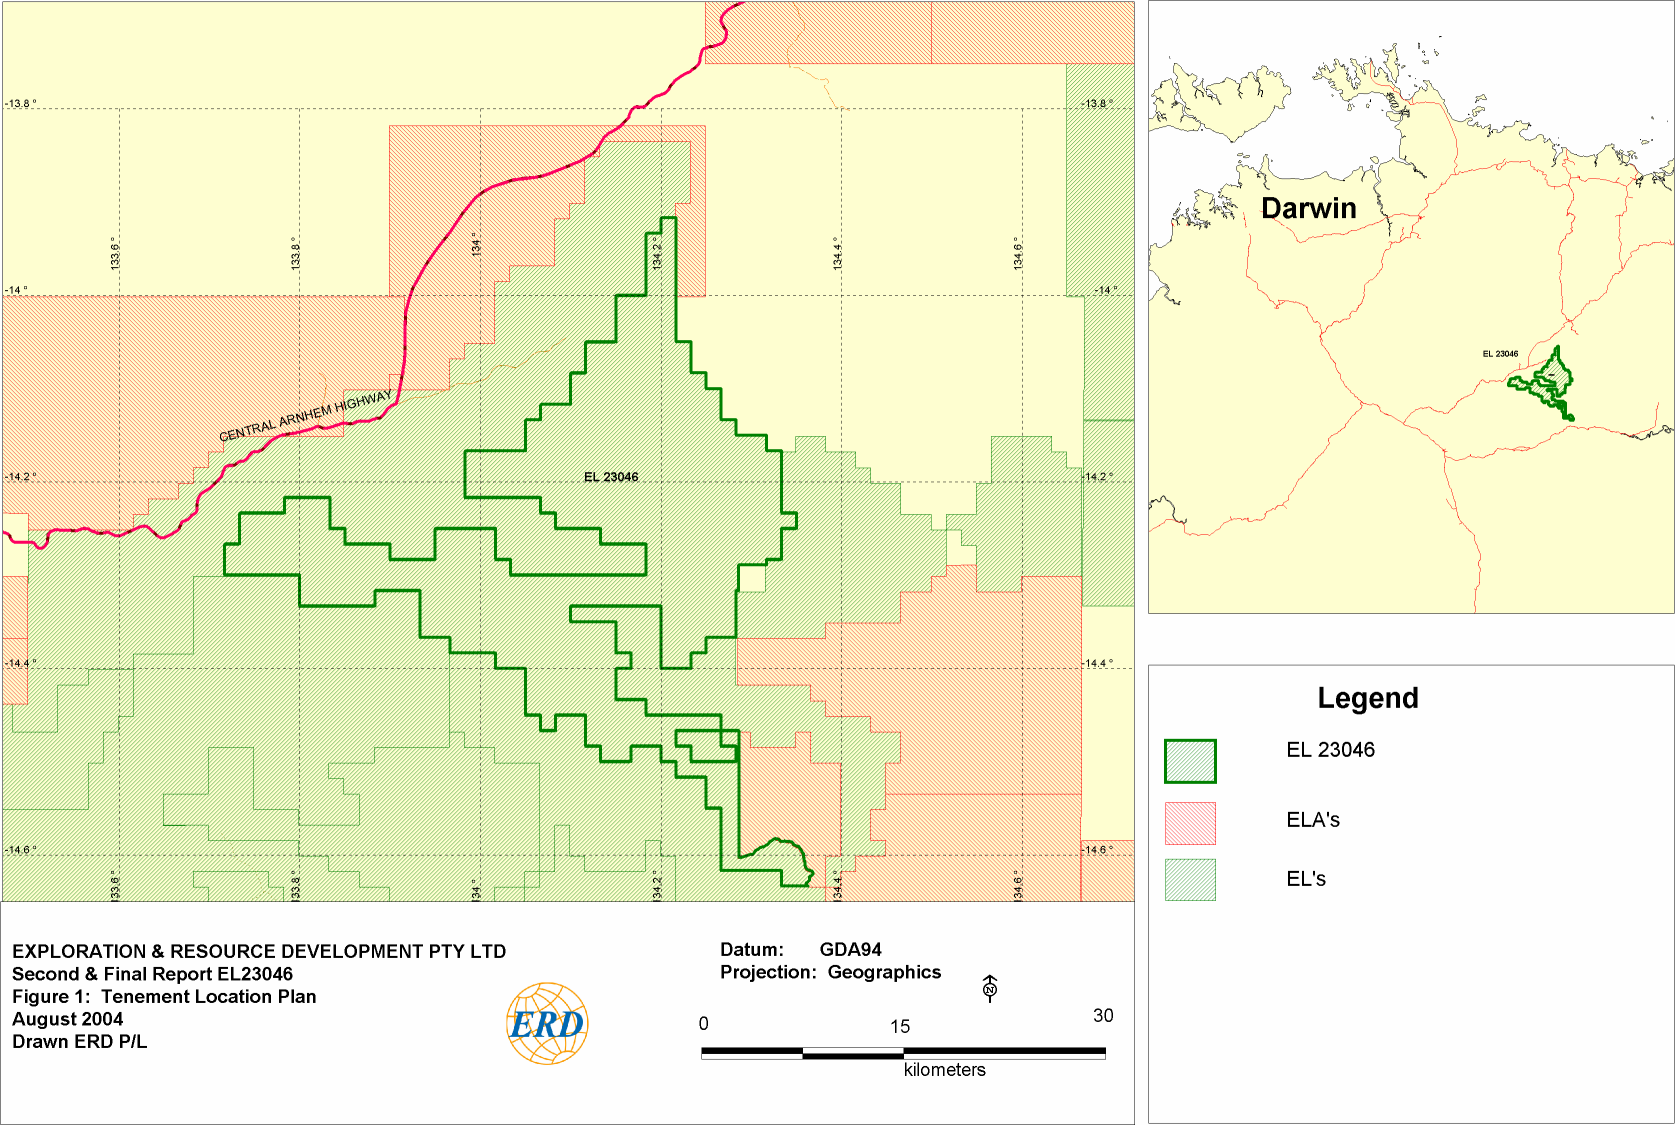 -13.8 °
-13.8 °
133.6 °
133.8 °
134 °
134.2 °
134.4 °
134.6 °
-14 °
-14 °
CENTRAL ARNHEM HIGHWAY
EL 23046
-14.2 °
-14.2 °
-14.4 °
-14.4 °
-14.6 °
-14.6 °
133.6 °
133.8 °
134 °
134.2 °
134.4 °
134.6 °
Darwin
EL 23046
Legend
EL 23046
ELA's
EL's
EXPLORATION & RESOURCE DEVELOPMENT PTY LTD
Second & Final Report EL23046
Figure 1: Tenement Location Plan
August 2004
Drawn ERD P/L
ERD
Datum: GDA94
Projection: Geographics
N
0 15 30
kilometers